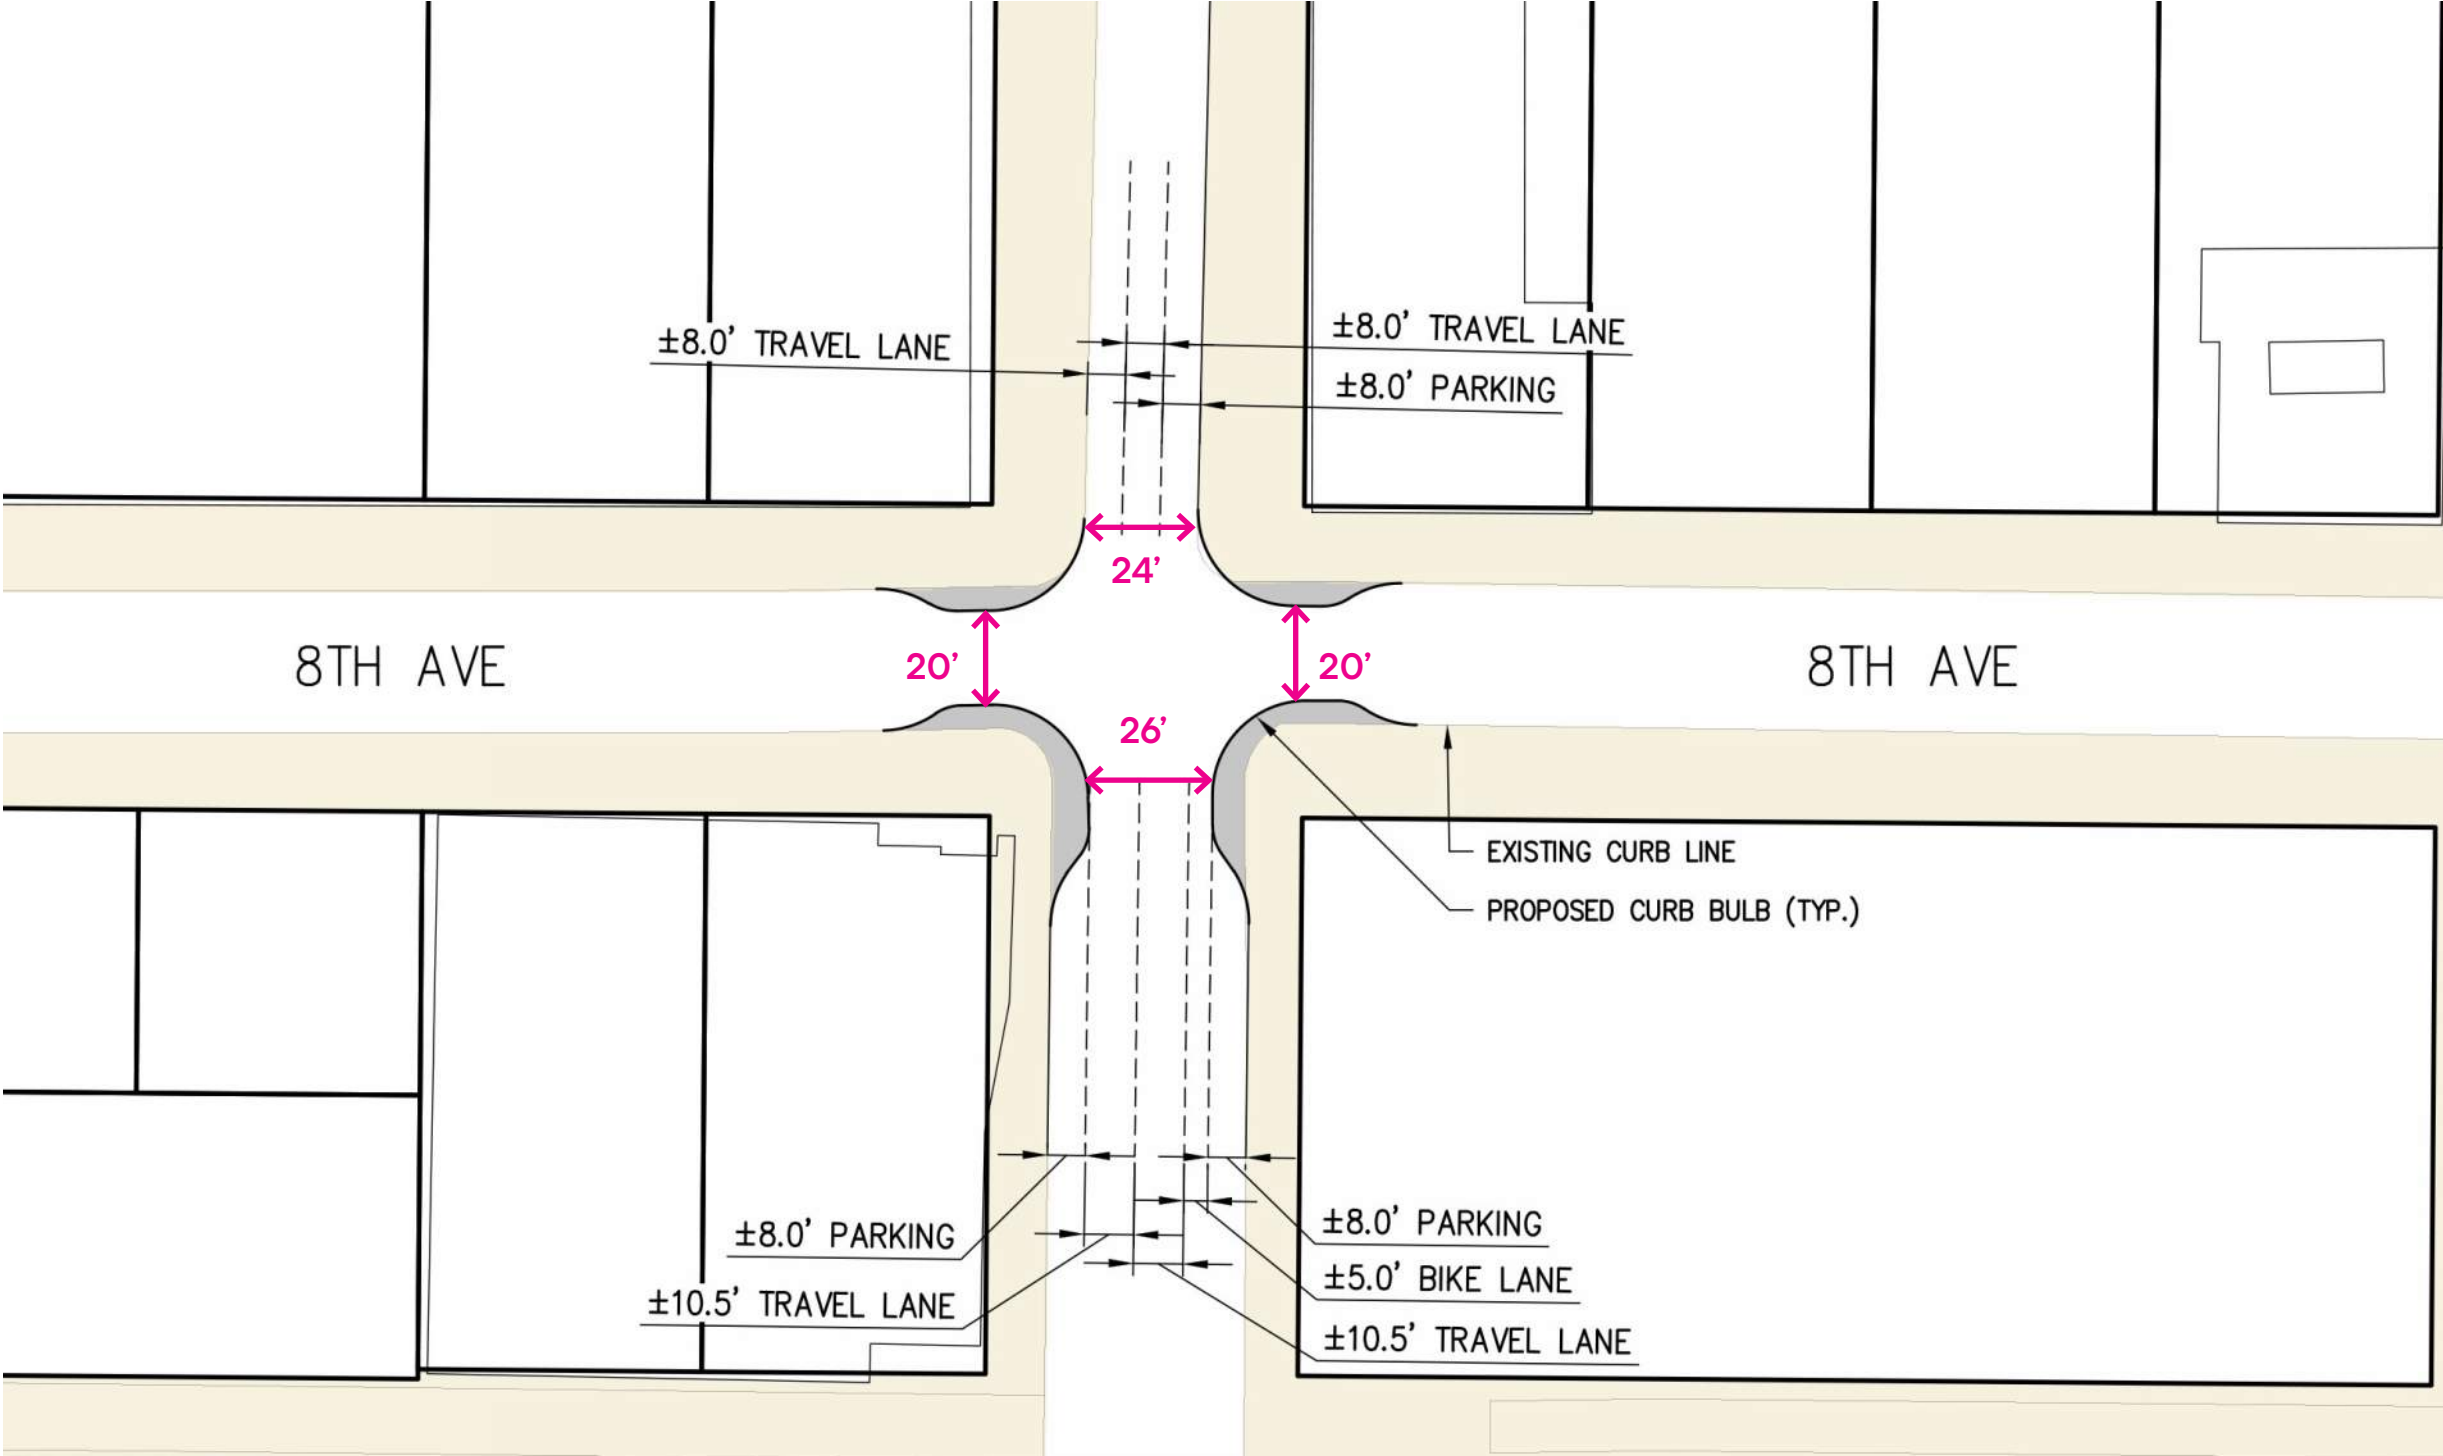 ±8.0’ TRAVEL LANE
±8.0’ TRAVEL LANE
±8.0’ PARKING
24’
8TH AVE
20’
20’
8TH AVE
26’
EXISTING CURB LINE
PROPOSED CURB BULB (TYP.)
±8.0’ PARKING
±10.5’ TRAVEL LANE
±8.0’ PARKING
±5.0’ BIKE LANE
±10.5’ TRAVEL LANE